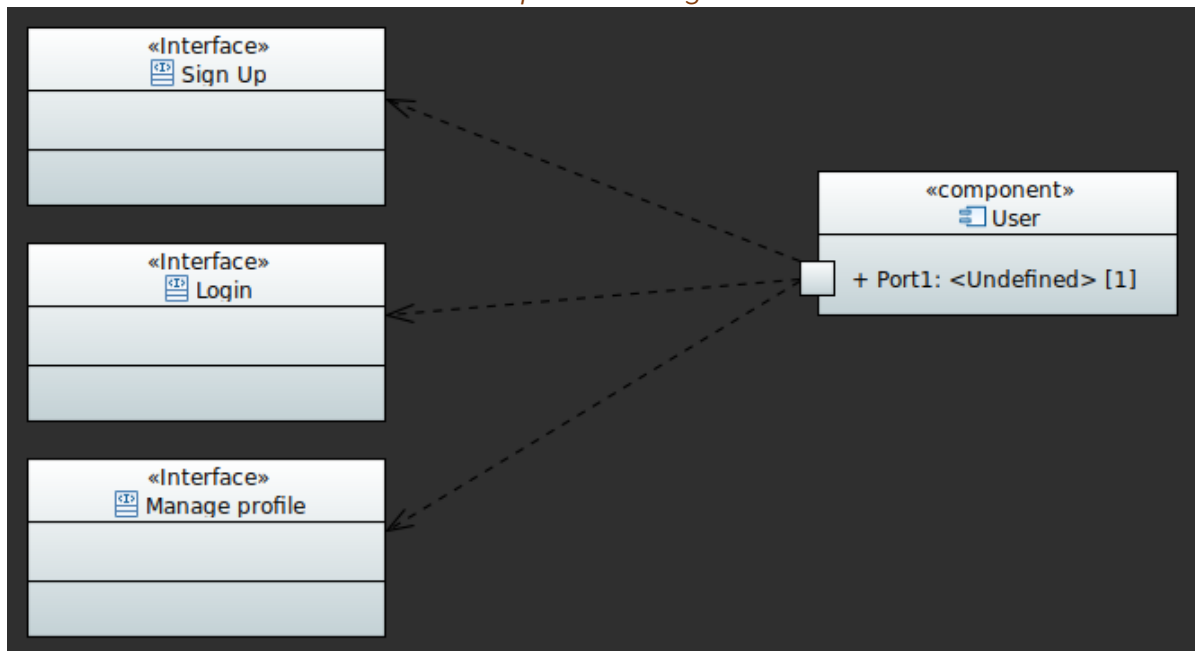 «Interface»
Sign Up
«Interface»
Login
«Interface»
Manage profile
«component»
User
+ Port1: <Undefined> [1]